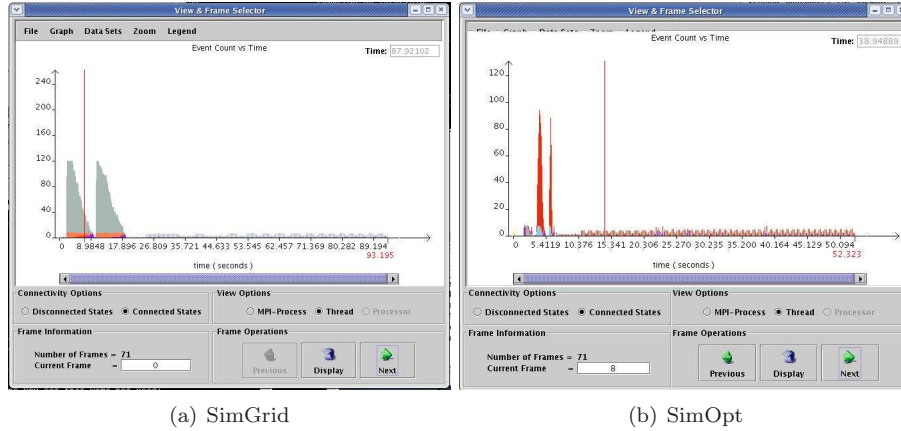 View & Frame Selector
File Graph Data Sets Zoom Legend
Event Count vs Time
Time: 87.92102
240
200
160
120
80
40
0
0 8.9848 17.896 26.809 35.721 44.633 53.545 62.457 71.369 80.282 89.194
93.195
time ( seconds )
Connectivity Options
Disconnected States Connected States
View Options
MPI-Process Thread Processor
Frame Information
Number of Frames = 71
Current Frame = 0
Frame Operations
Previous Display Next
(a) SimGrid
View & Frame Selector
File Graph Data Sets Zoom Legend
Event Count vs Time
Time: 38.94889
120
100
80
60
40
20
0
0 5.4119 10.376 15.341 20.306 25.270 30.235 35.200 40.164 45.129 50.094
52.323
time ( seconds )
Connectivity Options
Disconnected States Connected States
View Options
MPI-Process Thread Processor
Frame Information
Number of Frames = 71
Current Frame = 8
Frame Operations
Previous Display Next
(b) SimOpt